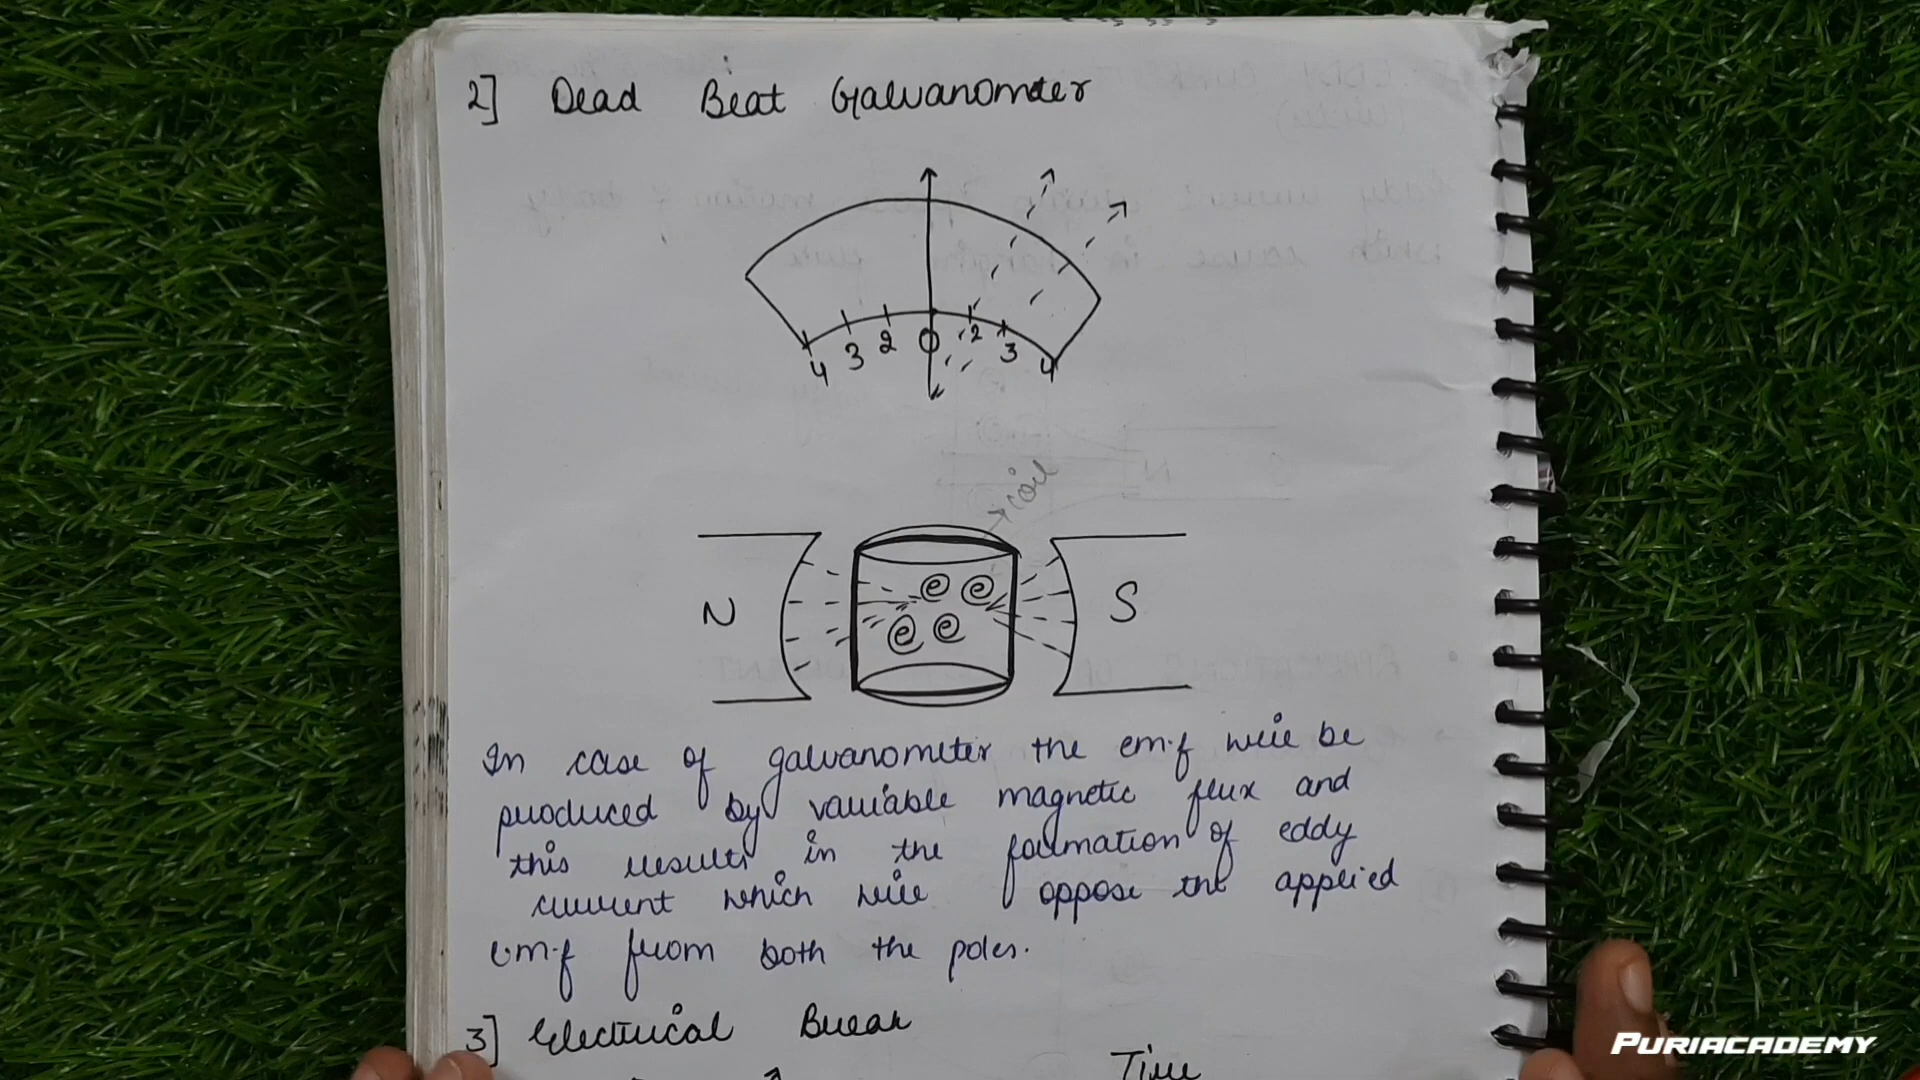 2] Dead Beat Galvanometer
4 3 2 0 2 3 4
→ coil
N e e e e S
In case of galvanometer the em.f will be
produced by variable magnetic flux and
this results in the formation of eddy
current which will oppose the applied
em.f from both the poles.
3] Electrical Break
Time
PURIACADEMY